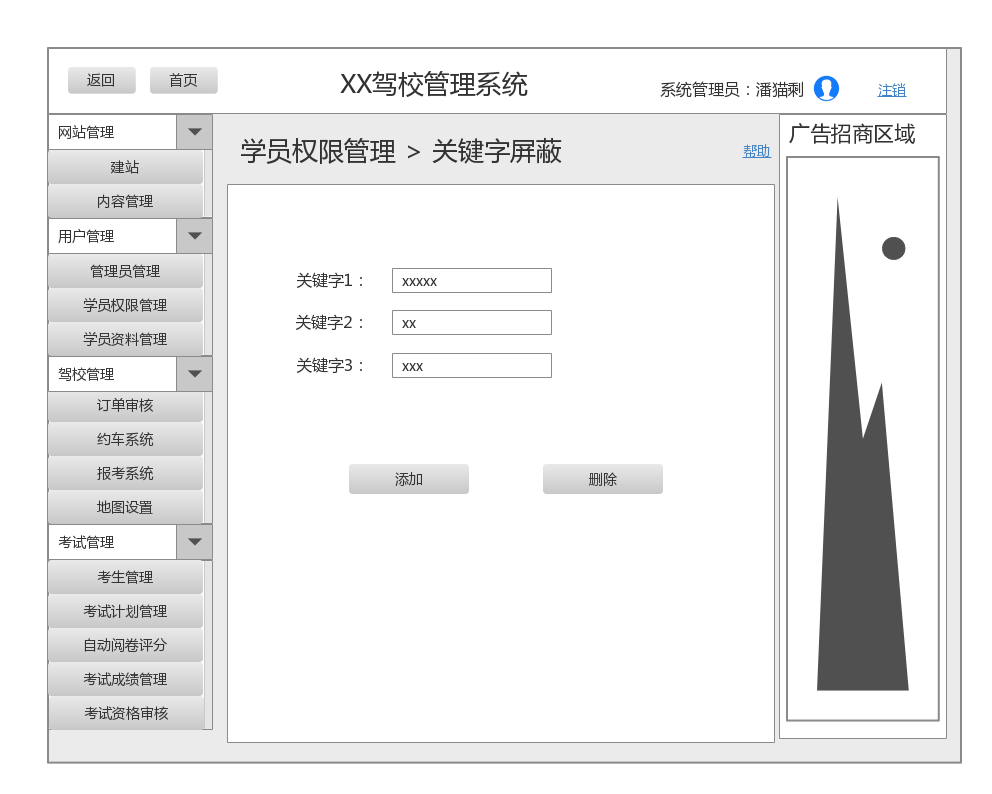 返回
首页
XX驾校管理系统
系统管理员：潘猫剩
注销
网站管理
建站
内容管理
用户管理
管理员管理
学员权限管理
学员资料管理
驾校管理
订单审核
约车系统
报考系统
地图设置
考试管理
考生管理
考试计划管理
自动阅卷评分
考试成绩管理
考试资格审核
学员权限管理 > 关键字屏蔽
帮助
关键字1： xxxxx
关键字2： xx
关键字3： xxx
添加
删除
广告招商区域